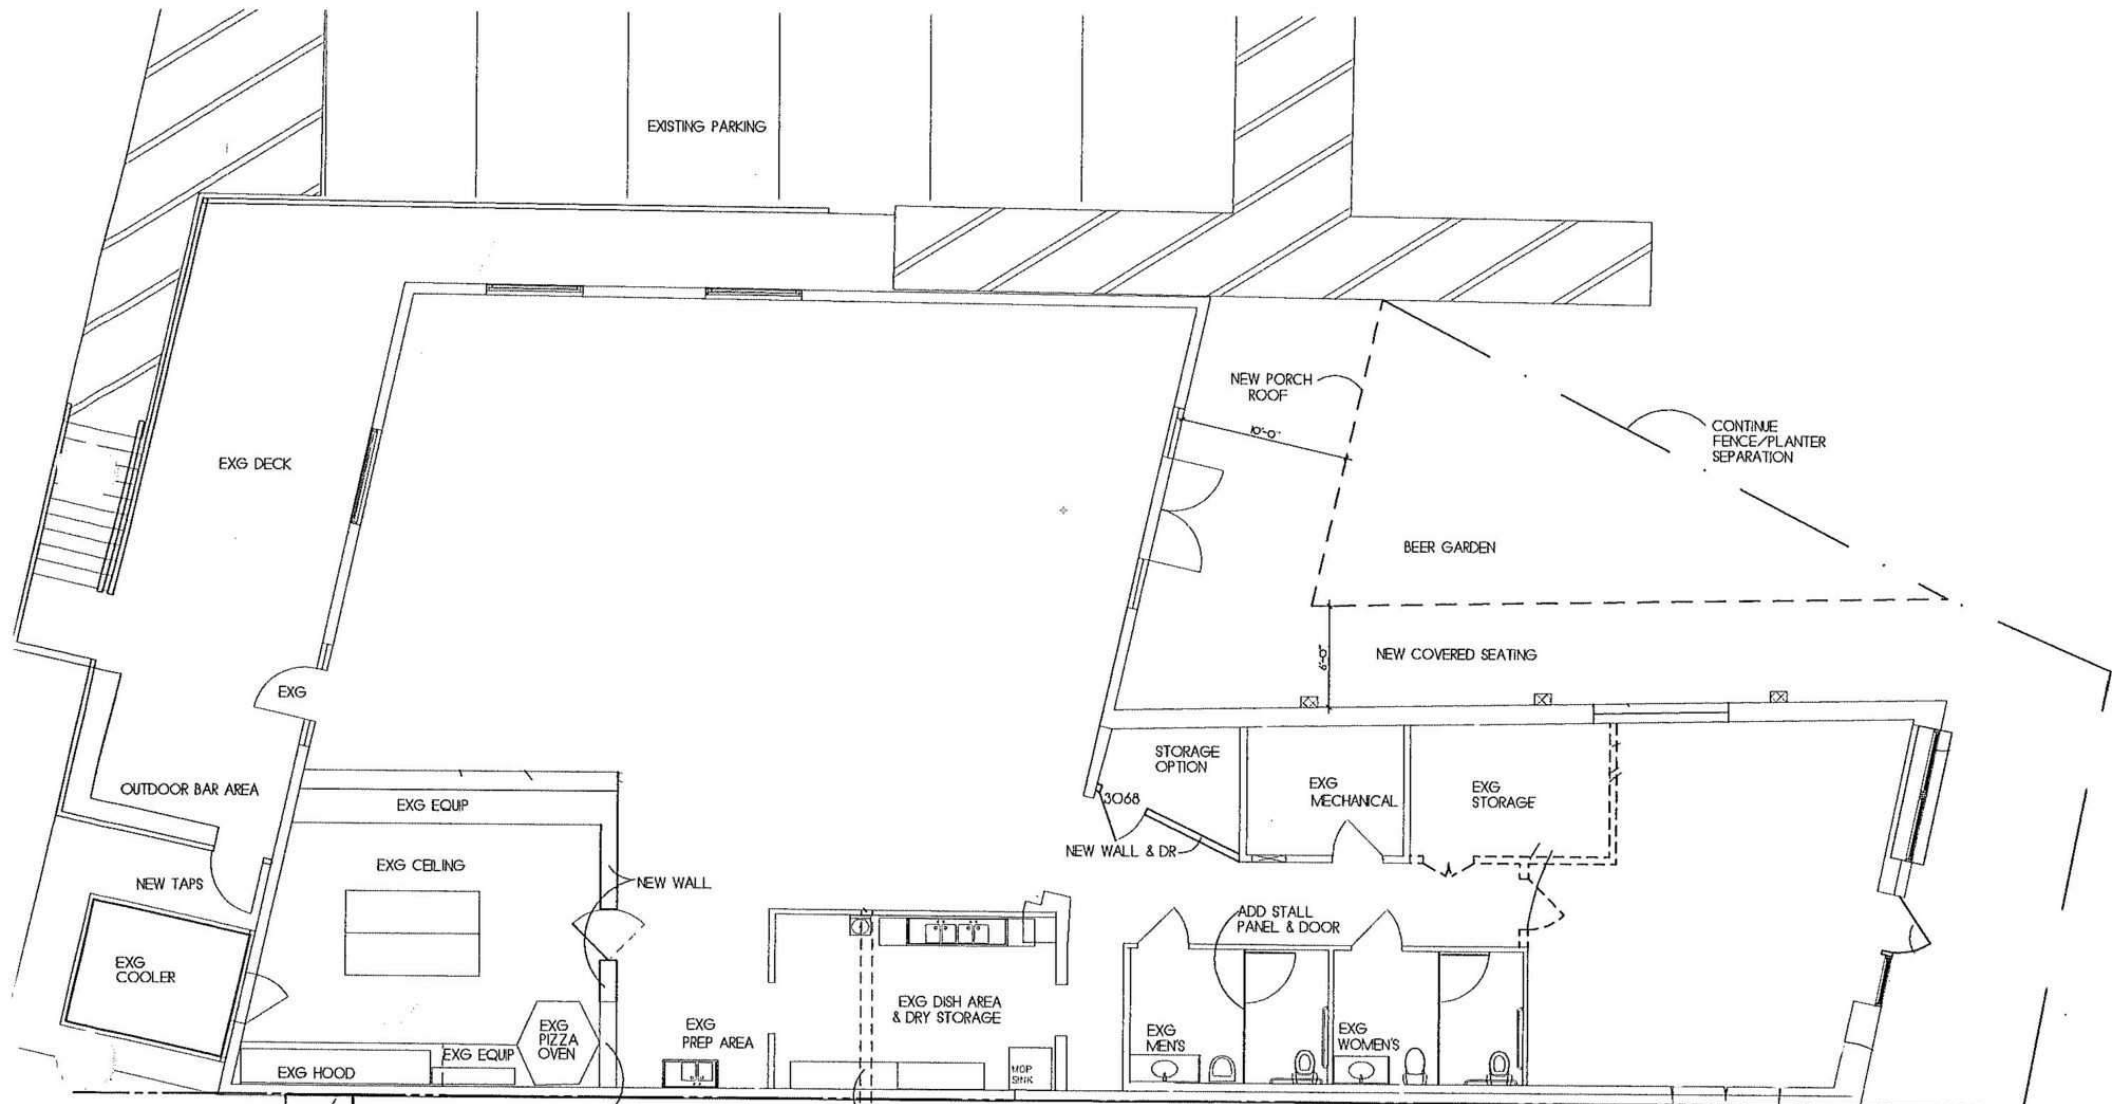 EXISTING PARKING
NEW PORCH
ROOF
10'-0"
CONTINUE
FENCE/PLANTER
SEPARATION
EXG DECK
BEER GARDEN
6'-0"
NEW COVERED SEATING
EXG
OUTDOOR BAR AREA
EXG EQUIP
STORAGE
OPTION
3068
EXG
MECHANICAL
EXG
STORAGE
NEW WALL & DR
EXG CEILING
NEW TAPS
NEW WALL
ADD STALL
PANEL & DOOR
EXG
COOLER
EXG DISH AREA
& DRY STORAGE
EXG
PIZZA
OVEN
EXG
PREP AREA
EXG
MEN'S
EXG
WOMEN'S
EXG EQUIP
EXG HOOD
MOP
SINK